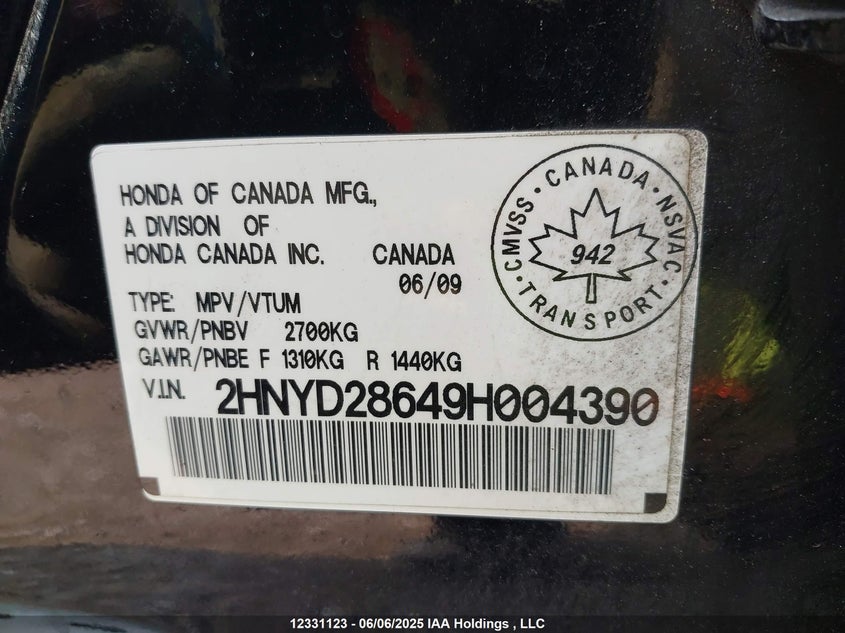 HONDA OF CANADA MFG.,
A DIVISION OF
HONDA CANADA INC. CANADA
06/09
TYPE: MPV/VTUM
GVWR/PNBV 2700KG
GAWR/PNBE F 1310KG R 1440KG
V.I.N. 2HNYD28649H004390
CMVSS · CANADA · NSVAC
942
· TRANSPORT ·
12331123 - 06/06/2025 IAA Holdings , LLC